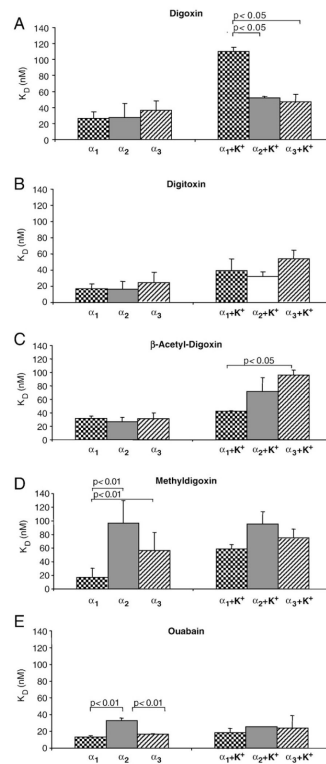 A
Digoxin
p< 0.05
p< 0.05
K_D (nM)
140
120
100
80
60
40
20
0
α₁ α₂ α₃ α₁+K⁺ α₂+K⁺ α₃+K⁺
B
Digitoxin
K_D (nM)
140
120
100
80
60
40
20
0
α₁ α₂ α₃ α₁+K⁺ α₂+K⁺ α₃+K⁺
C
β-Acetyl-Digoxin
p<0.05
K_D (nM)
140
120
100
80
60
40
20
0
α₁ α₂ α₃ α₁+K⁺ α₂+K⁺ α₃+K⁺
D
Methyldigoxin
p<0.01
p<0.01
K_D (nM)
140
120
100
80
60
40
20
0
α₁ α₂ α₃ α₁+K⁺ α₂+K⁺ α₃+K⁺
E
Ouabain
p<0.01 p<0.01
K_D (nM)
140
120
100
80
60
40
20
0
α₁ α₂ α₃ α₁+K⁺ α₂+K⁺ α₃+K⁺